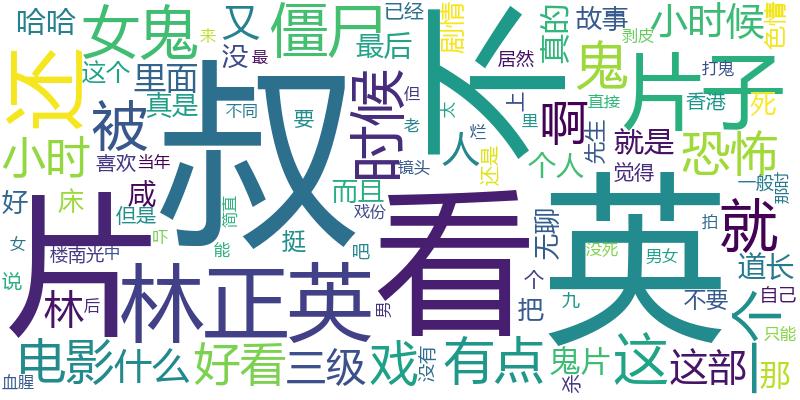 哈哈
女鬼
又
僵尸
已经
来
剧情
真的
故事
小时候
色情
没
最
最后
居然
剥皮
还
这个
里面
不
鬼
片子
打鬼
真是
不同
时候
但
上
直接
香港
死
被
叔
要
老
太
人
啊
里
先生
就是
恐怖
小时
喜欢
当年
烂
还是
个人
觉得
一般
那时
好
床
咸
而且
镜头
但是
简直
戏份
无聊
英
拍
就
女
片
楼南光
中
吓
能
挺
吧
看
没死
男女
道长
说
林
后
林正英
男
个
把
九
不要
自己
个
只能
电影
什么
好看
三级
戏
没有
有点
鬼片
杀
这
这部
那
血腥